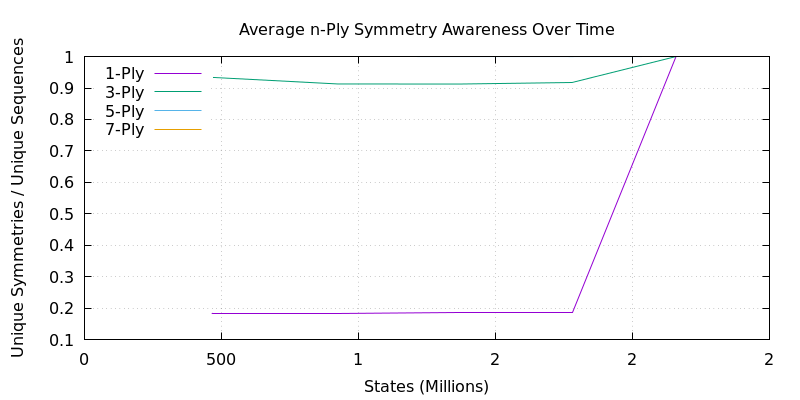 Average n-Ply Symmetry Awareness Over Time
Unique Symmetries / Unique Sequences
1
0.9
0.8
0.7
0.6
0.5
0.4
0.3
0.2
0.1
1-Ply
3-Ply
5-Ply
7-Ply
0 500 1 2 2 2
States (Millions)